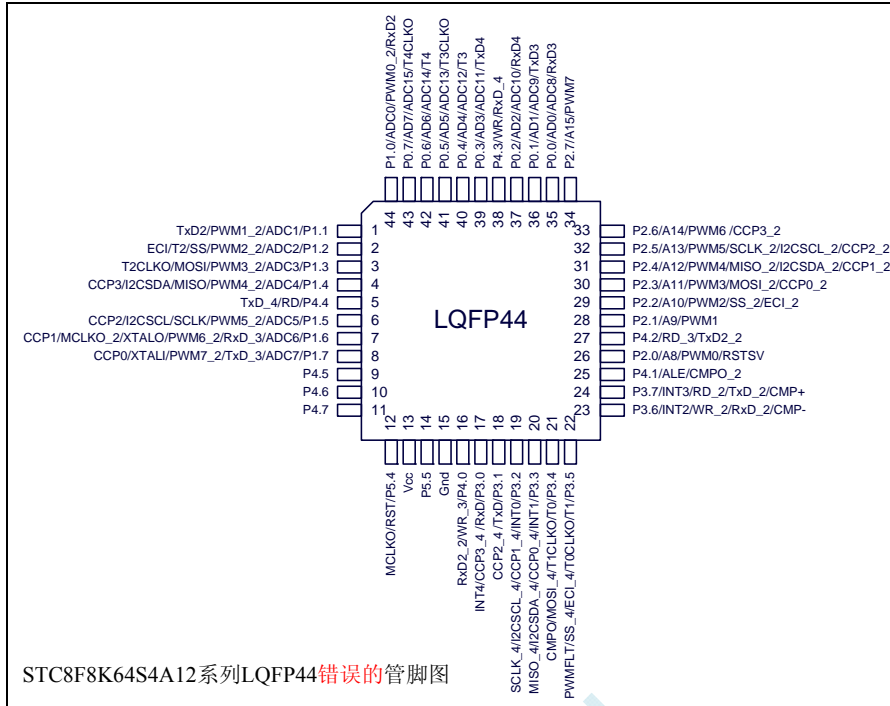 P1.0/ADC0/PWM0_2/RxD2
P0.7/AD7/ADC15/T4CLKO
P0.6/AD6/ADC14/T4
P0.5/AD5/ADC13/T3CLKO
P0.4/AD4/ADC12/T3
P0.3/AD3/ADC11/TxD4
P4.3/WR/RxD_4
P0.2/AD2/ADC10/RxD4
P0.1/AD1/ADC9/TxD3
P0.0/AD0/ADC8/RxD3
P2.7/A15/PWM7
44 43 42 41 40 39 38 37 36 35 34
TxD2/PWM1_2/ADC1/P1.1 1
ECI/T2/SS/PWM2_2/ADC2/P1.2 2
T2CLKO/MOSI/PWM3_2/ADC3/P1.3 3
CCP3/I2CSDA/MISO/PWM4_2/ADC4/P1.4 4
TxD_4/RD/P4.4 5
CCP2/I2CSCL/SCLK/PWM5_2/ADC5/P1.5 6
CCP1/MCLKO_2/XTALO/PWM6_2/RxD_3/ADC6/P1.6 7
CCP0/XTALI/PWM7_2/TxD_3/ADC7/P1.7 8
P4.5 9
P4.6 10
P4.7 11
LQFP44
33 P2.6/A14/PWM6 /CCP3_2
32 P2.5/A13/PWM5/SCLK_2/I2CSCL_2/CCP2_2
31 P2.4/A12/PWM4/MISO_2/I2CSDA_2/CCP1_2
30 P2.3/A11/PWM3/MOSI_2/CCP0_2
29 P2.2/A10/PWM2/SS_2/ECI_2
28 P2.1/A9/PWM1
27 P4.2/RD_3/TxD2_2
26 P2.0/A8/PWM0/RSTSV
25 P4.1/ALE/CMPO_2
24 P3.7/INT3/RD_2/TxD_2/CMP+
23 P3.6/INT2/WR_2/RxD_2/CMP-
12 13 14 15 16 17 18 19 20 21 22
MCLKO/RST/P5.4
Vcc
P5.5
Gnd
RxD2_2/WR_3/P4.0
INT4/CCP3_4 /RxD/P3.0
CCP2_4 /TxD/P3.1
SCLK_4/I2CSCL_4/CCP1_4/INT0/P3.2
MISO_4/I2CSDA_4/CCP0_4/INT1/P3.3
CMPO/MOSI_4/T1CLKO/T0/P3.4
PWMFLT/SS_4/ECI_4/T0CLKO/T1/P3.5
STC8F8K64S4A12系列LQFP44错误的管脚图